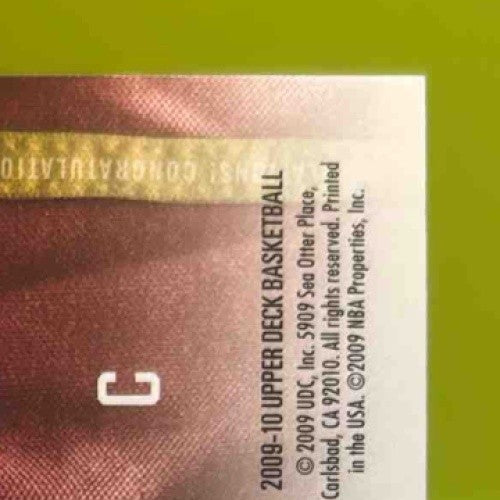 CONGRATULATIO
C
2009-10 UPPER DECK BASKETBALL
© 2009 UDC, Inc. 5909 Sea Otter Place,
Carlsbad, CA 92010. All rights reserved. Printed
in the USA. ©2009 NBA Properties, Inc.